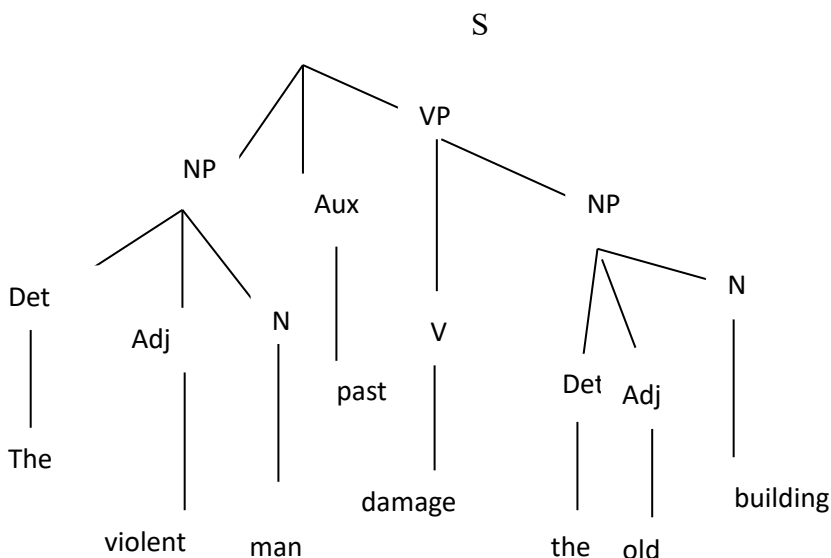 S
VP
NP
Aux
NP
Det
N
Adj
N
V
past
Det
Adj
The
damage
building
violent
man
the
old